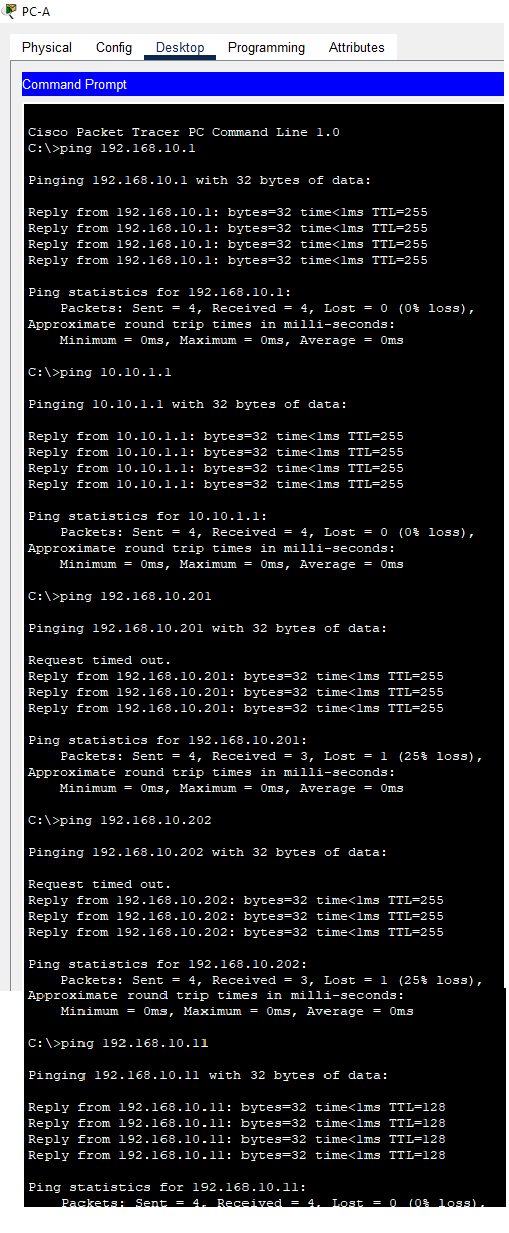 PC-A
Physical Config Desktop Programming Attributes
Command Prompt
Cisco Packet Tracer PC Command Line 1.0
C:\>ping 192.168.10.1
Pinging 192.168.10.1 with 32 bytes of data:
Reply from 192.168.10.1: bytes=32 time<1ms TTL=255
Reply from 192.168.10.1: bytes=32 time<1ms TTL=255
Reply from 192.168.10.1: bytes=32 time<1ms TTL=255
Reply from 192.168.10.1: bytes=32 time<1ms TTL=255
Ping statistics for 192.168.10.1:
Packets: Sent = 4, Received = 4, Lost = 0 (0% loss),
Approximate round trip times in milli-seconds:
Minimum = 0ms, Maximum = 0ms, Average = 0ms
C:\>ping 10.10.1.1
Pinging 10.10.1.1 with 32 bytes of data:
Reply from 10.10.1.1: bytes=32 time<1ms TTL=255
Reply from 10.10.1.1: bytes=32 time<1ms TTL=255
Reply from 10.10.1.1: bytes=32 time<1ms TTL=255
Reply from 10.10.1.1: bytes=32 time<1ms TTL=255
Ping statistics for 10.10.1.1:
Packets: Sent = 4, Received = 4, Lost = 0 (0% loss),
Approximate round trip times in milli-seconds:
Minimum = 0ms, Maximum = 0ms, Average = 0ms
C:\>ping 192.168.10.201
Pinging 192.168.10.201 with 32 bytes of data:
Request timed out.
Reply from 192.168.10.201: bytes=32 time<1ms TTL=255
Reply from 192.168.10.201: bytes=32 time<1ms TTL=255
Reply from 192.168.10.201: bytes=32 time<1ms TTL=255
Ping statistics for 192.168.10.201:
Packets: Sent = 4, Received = 3, Lost = 1 (25% loss),
Approximate round trip times in milli-seconds:
Minimum = 0ms, Maximum = 0ms, Average = 0ms
C:\>ping 192.168.10.202
Pinging 192.168.10.202 with 32 bytes of data:
Request timed out.
Reply from 192.168.10.202: bytes=32 time<1ms TTL=255
Reply from 192.168.10.202: bytes=32 time<1ms TTL=255
Reply from 192.168.10.202: bytes=32 time<1ms TTL=255
Ping statistics for 192.168.10.202:
Packets: Sent = 4, Received = 3, Lost = 1 (25% loss),
Approximate round trip times in milli-seconds:
Minimum = 0ms, Maximum = 0ms, Average = 0ms
C:\>ping 192.168.10.11
Pinging 192.168.10.11 with 32 bytes of data:
Reply from 192.168.10.11: bytes=32 time<1ms TTL=128
Reply from 192.168.10.11: bytes=32 time<1ms TTL=128
Reply from 192.168.10.11: bytes=32 time<1ms TTL=128
Reply from 192.168.10.11: bytes=32 time<1ms TTL=128
Ping statistics for 192.168.10.11:
Packets: Sent = 4, Received = 4, Lost = 0 (0% loss),